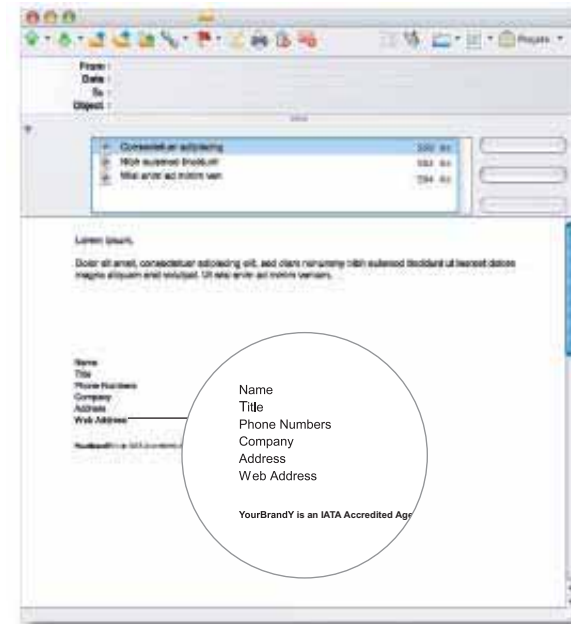 From :
Date :
To :
Object :
Consectetuer adipiscing
Nibh euismod tincidunt
Wisi enim ad minim ven
Lorem ipsum,
Dolor sit amet, consectetuer adipiscing elit, sed diam nonummy nibh euismod tincidunt ut laoreet dolore
magna aliquam erat volutpat. Ut wisi enim ad minim veniam.
Name
Title
Phone Numbers
Company
Address
Web Address
YourBrandY is a IATA
Name
Title
Phone Numbers
Company
Address
Web Address
YourBrandY is an IATA Accredited Age